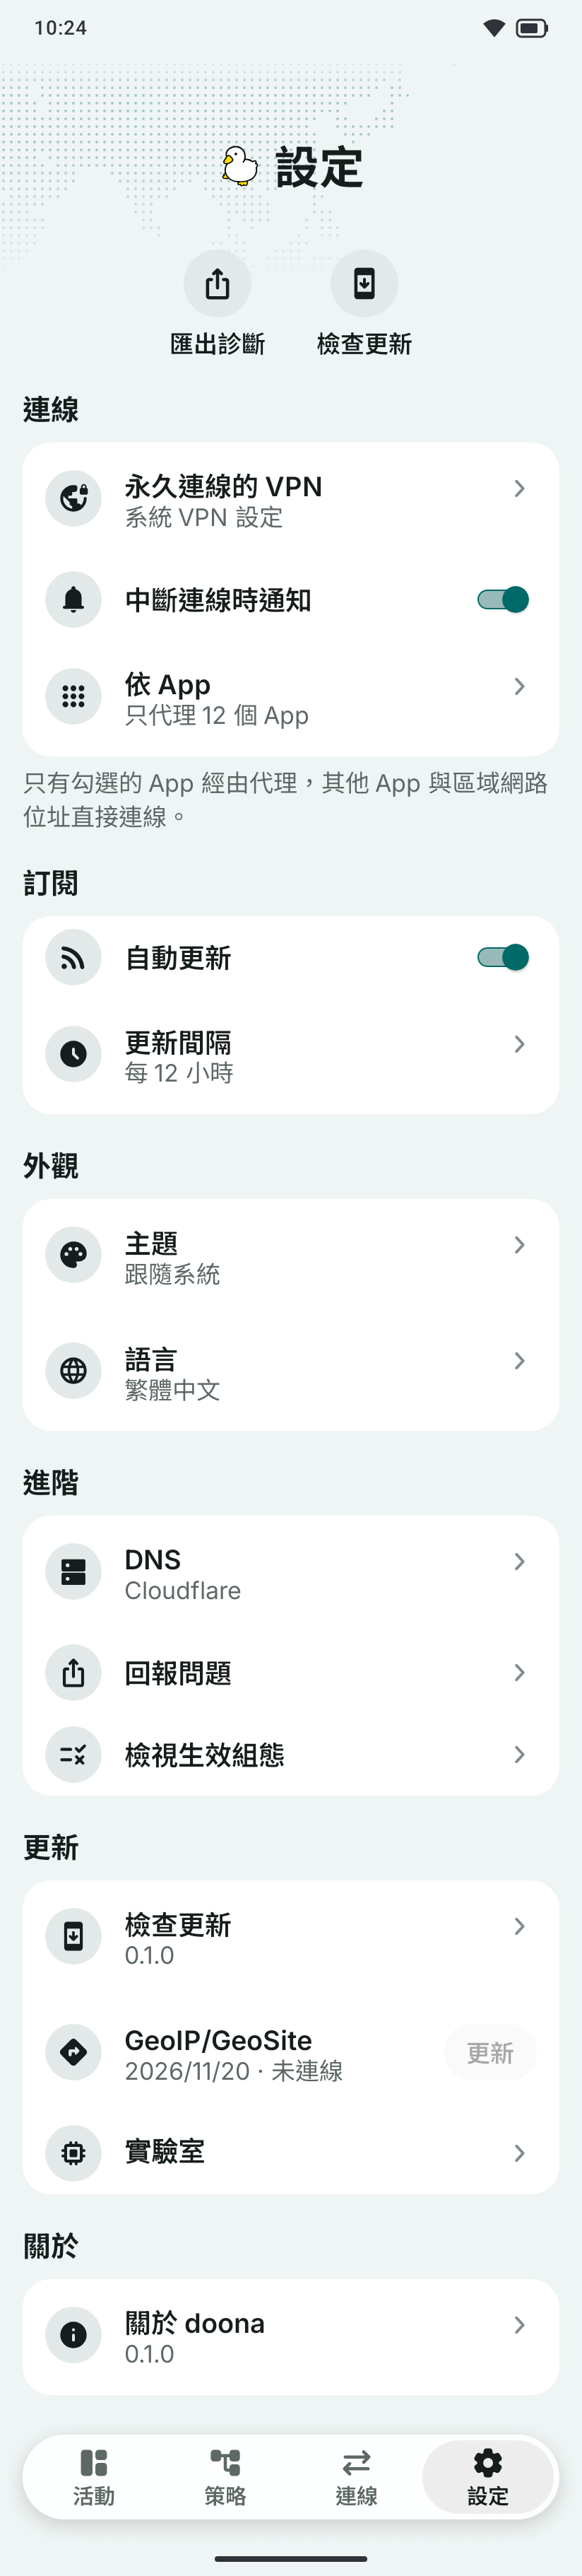 10:24
設定
匯出診斷
檢查更新
連線
永久連線的 VPN
系統 VPN 設定
中斷連線時通知
依 App
只代理 12 個 App
只有勾選的 App 經由代理，其他 App 與區域網路
位址直接連線。
訂閱
自動更新
更新間隔
每 12 小時
外觀
主題
跟隨系統
語言
繁體中文
進階
DNS
Cloudflare
回報問題
檢視生效組態
更新
檢查更新
0.1.0
GeoIP/GeoSite
2026/11/20 · 未連線
更新
實驗室
關於
關於 doona
0.1.0
活動
策略
連線
設定